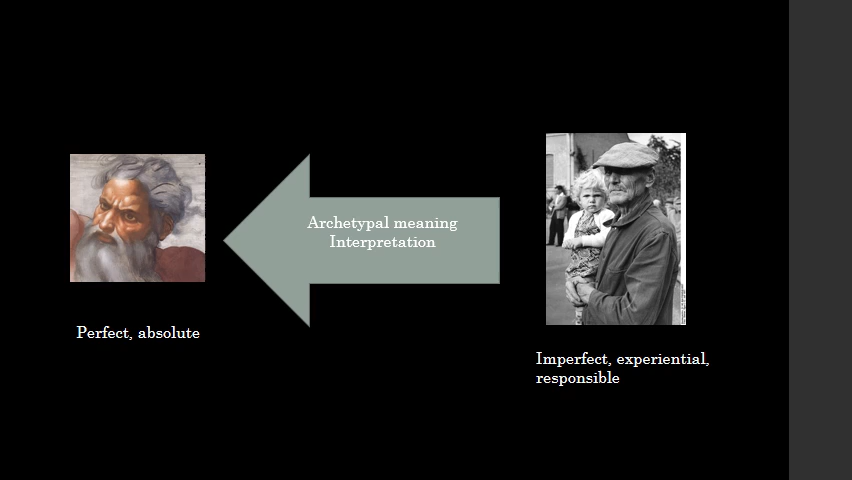 Archetypal meaning
Interpretation
Perfect, absolute
Imperfect, experiential,
responsible